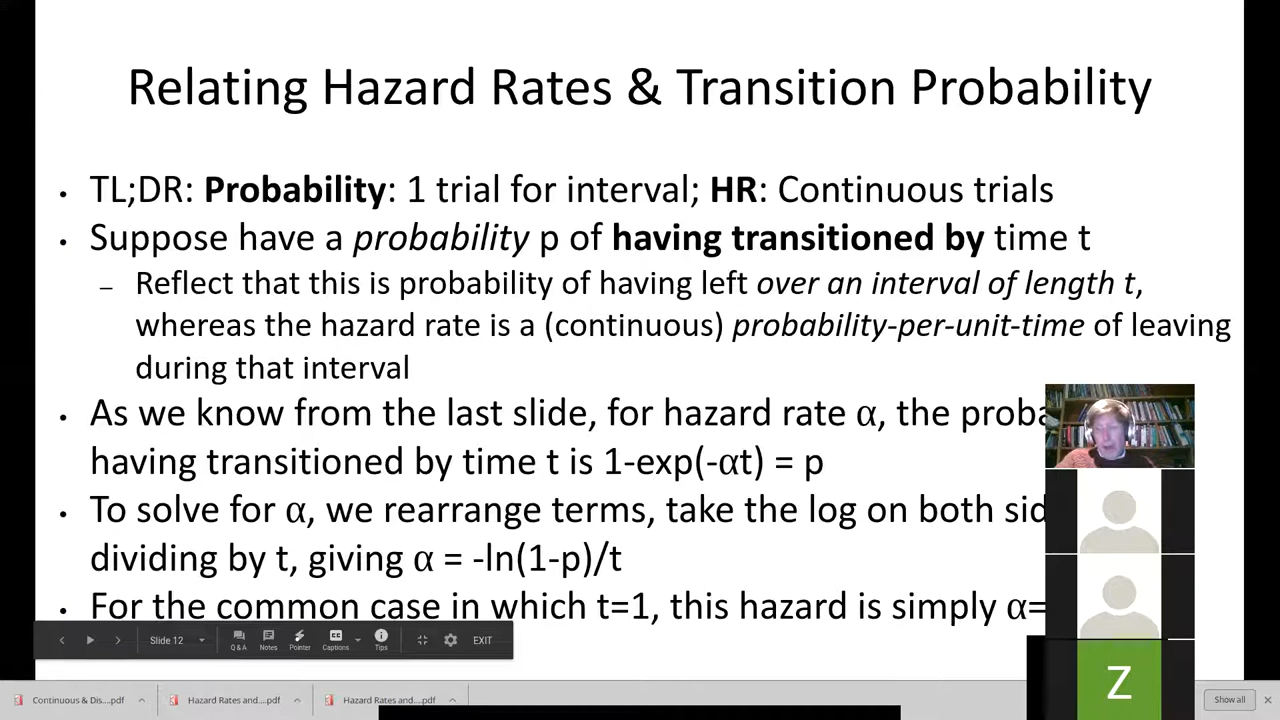 Relating Hazard Rates & Transition Probability
• TL;DR: Probability: 1 trial for interval; HR: Continuous trials
• Suppose have a probability p of having transitioned by time t
– Reflect that this is probability of having left over an interval of length t,
whereas the hazard rate is a (continuous) probability-per-unit-time of leaving
during that interval
• As we know from the last slide, for hazard rate α, the
having transitioned by time t is 1-exp(-αt) = p
• To solve for α, we rearrange terms, take the log on both
dividing by t, giving α = -ln(1-p)/t
• For the common case in which t=1, this hazard is simply α=
Slide 12
Q & A Notes Pointer Captions Tips EXIT
Z
Continuous & Dis....pdf Hazard Rates and....pdf Hazard Rates and....pdf Show all